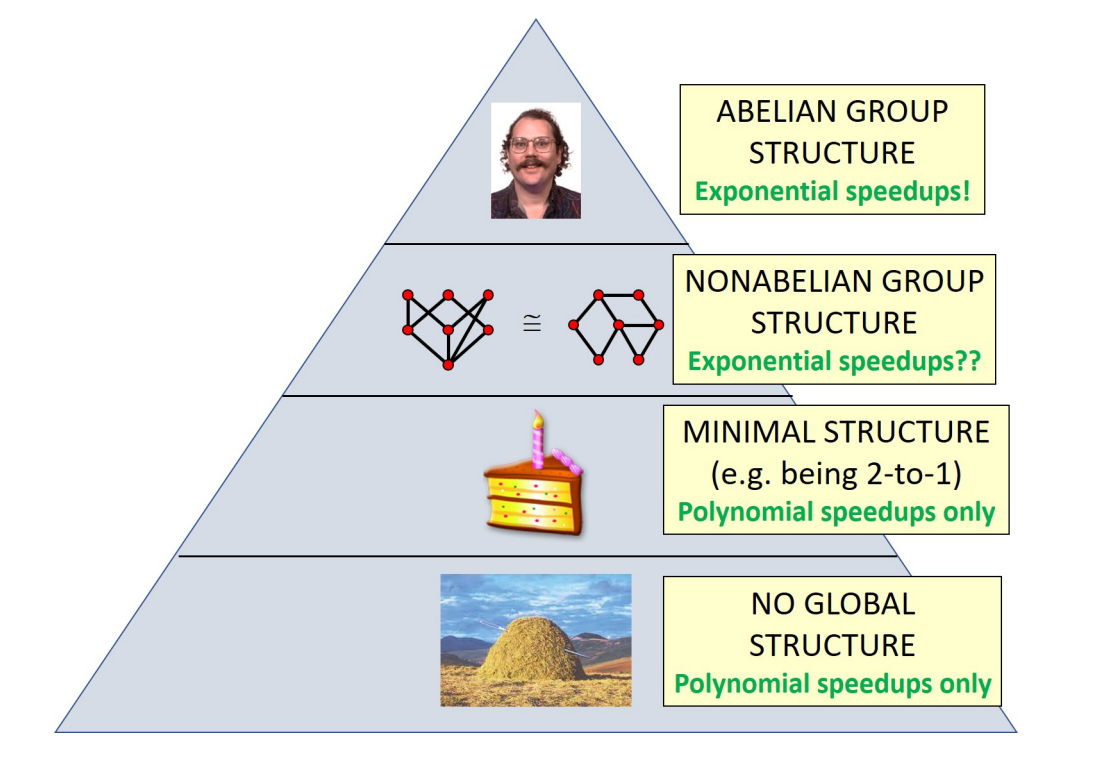 ABELIAN GROUP
STRUCTURE
Exponential speedups!
NONABELIAN GROUP
STRUCTURE
Exponential speedups??
≅
MINIMAL STRUCTURE
(e.g. being 2-to-1)
Polynomial speedups only
NO GLOBAL
STRUCTURE
Polynomial speedups only